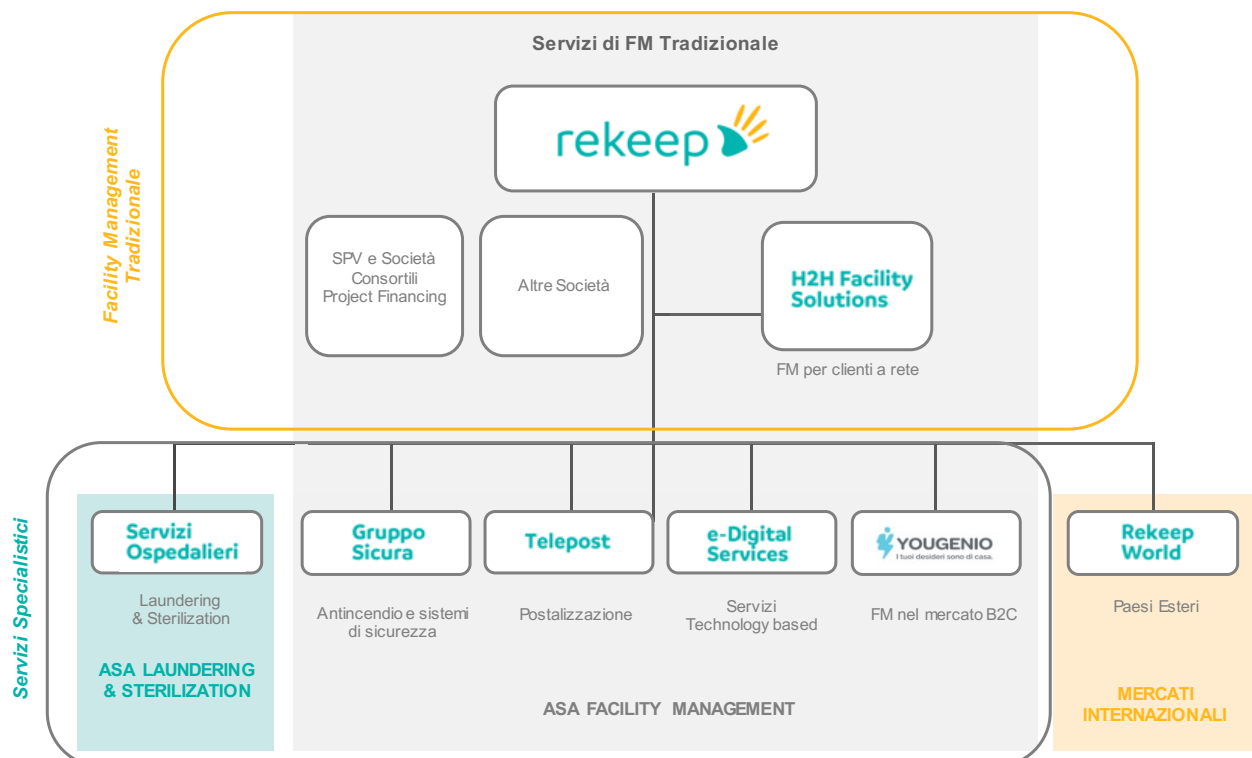 Servizi di FM Tradizionale
rekeep
Facility Management
Tradizionale
SPV e Società
Consortili
Project Financing
Altre Società
H2H Facility
Solutions
FM per clienti a rete
Servizi Specialistici
Servizi
Ospedalieri
Laundering
& Sterilization
ASA LAUNDERING
& STERILIZATION
Gruppo
Sicura
Antincendio e sistemi
di sicurezza
Telepost
Postalizzazione
e-Digital
Services
Servizi
Technology based
YOUGENIO
I tuoi desideri sono di casa.
FM nel mercato B2C
ASA FACILITY MANAGEMENT
Rekeep
World
Paesi Esteri
MERCATI
INTERNAZIONALI